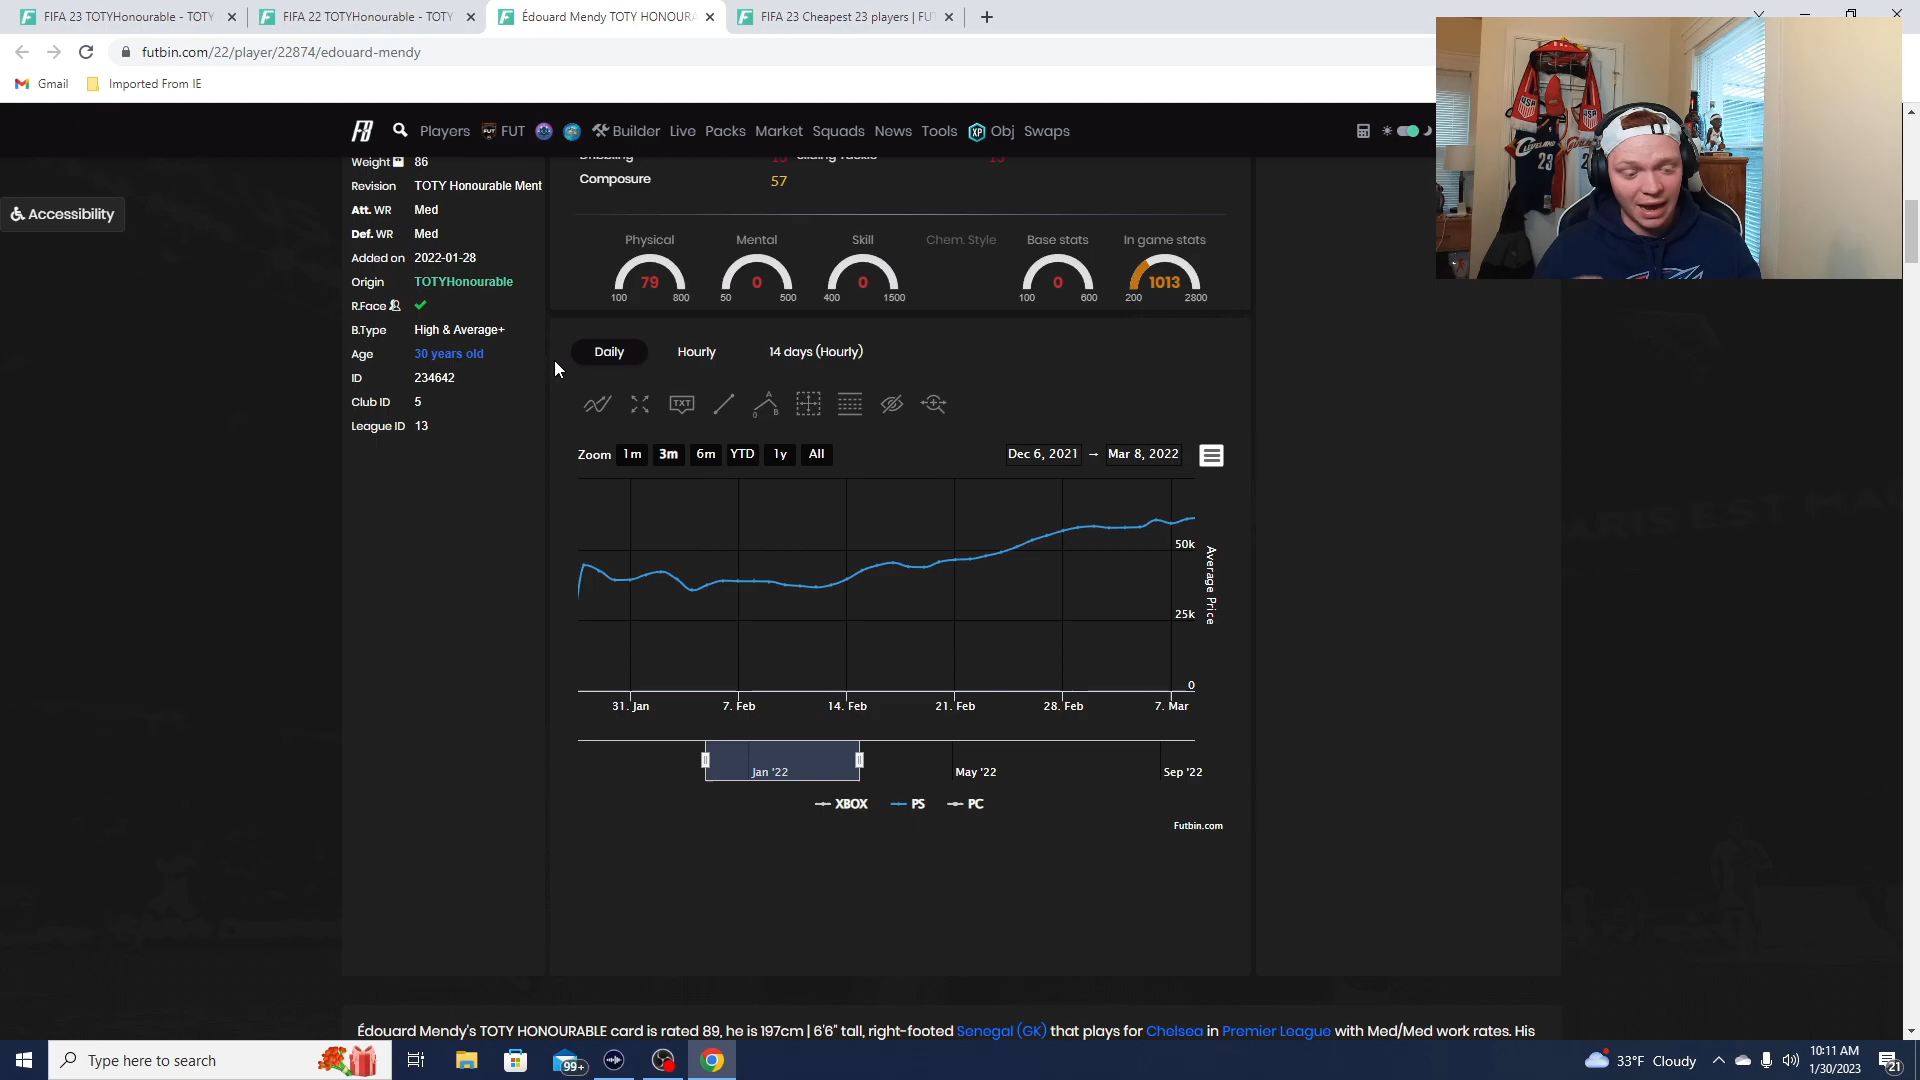 FIFA 23 TOTYHonourable - TOTY
FIFA 22 TOTYHonourable - TOTY
Édouard Mendy TOTY HONOURA
FIFA 23 Cheapest 23 players | FU
futbin.com/22/player/22874/edouard-mendy
Gmail
Imported From IE
Players
FUT
Builder
Live
Packs
Market
Squads
News
Tools
XP
Obj
Swaps
Accessibility
Weight 86
Revision TOTY Honourable Ment
Att. WR Med
Def. WR Med
Added on 2022-01-28
Origin TOTYHonourable
R.Face
B.Type High & Average+
Age 30 years old
ID 234642
Club ID 5
League ID 13
Composure 57
Physical Mental Skill Chem. Style Base stats In game stats
79 0 0 0 1013
100 800 50 500 400 1500 100 600 200 2800
Daily Hourly 14 days (Hourly)
TXT
A
0 B
Zoom 1m 3m 6m YTD 1y All Dec 6, 2021 → Mar 8, 2022
50k
25k
0
Average Price
31. Jan 7. Feb 14. Feb 21. Feb 28. Feb 7. Mar
Jan '22 May '22 Sep '22
XBOX PS PC
Futbin.com
Édouard Mendy's TOTY HONOURABLE card is rated 89, he is 197cm | 6'6" tall, right-footed Senegal (GK) that plays for Chelsea in Premier League with Med/Med work rates. His
USA
CLEVELAND
23
Type here to search
99+
33°F Cloudy
10:11 AM
1/30/2023
21